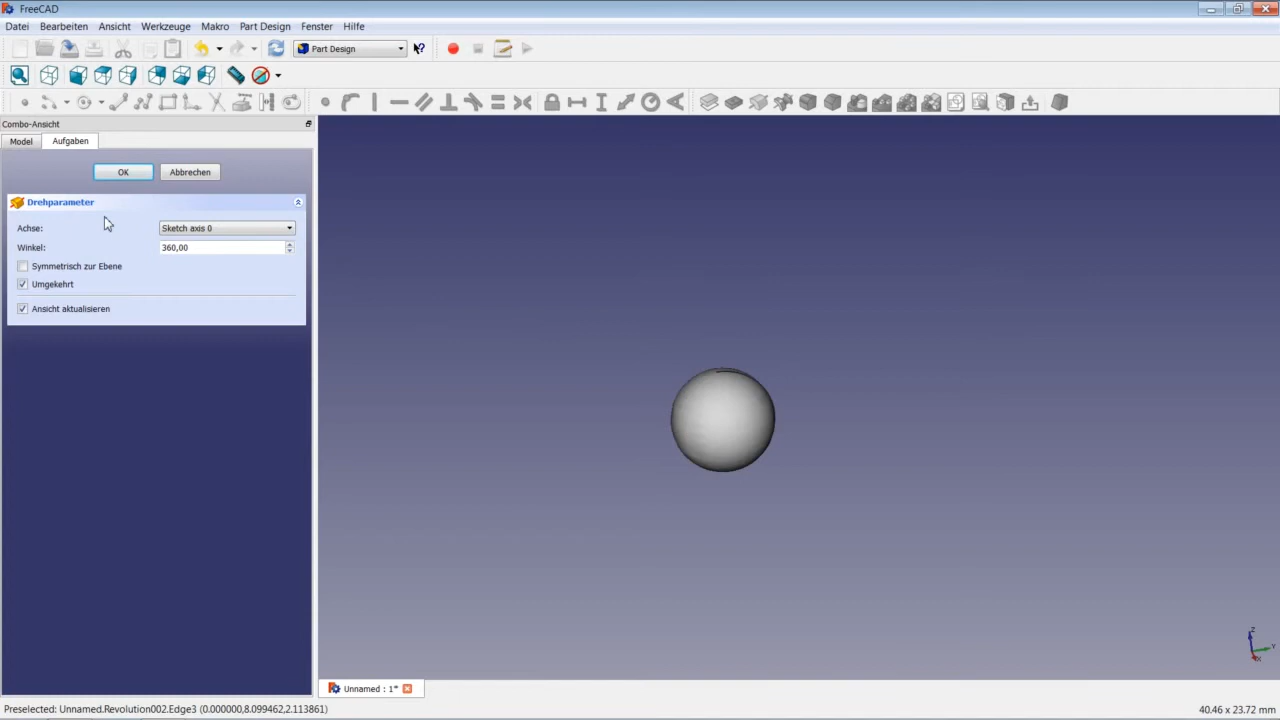 FreeCAD
Datei Bearbeiten Ansicht Werkzeuge Makro Part Design Fenster Hilfe
Part Design
Combo-Ansicht
Model Aufgaben
OK Abbrechen
Drehparameter
Achse: Sketch axis 0
Winkel: 360,00
Symmetrisch zur Ebene
Umgekehrt
Ansicht aktualisieren
Z
Y
X
Unnamed : 1*
Preselected: Unnamed.Revolution002.Edge3 (0.000000,8.099462,2.113861) 40.46 x 23.72 mm